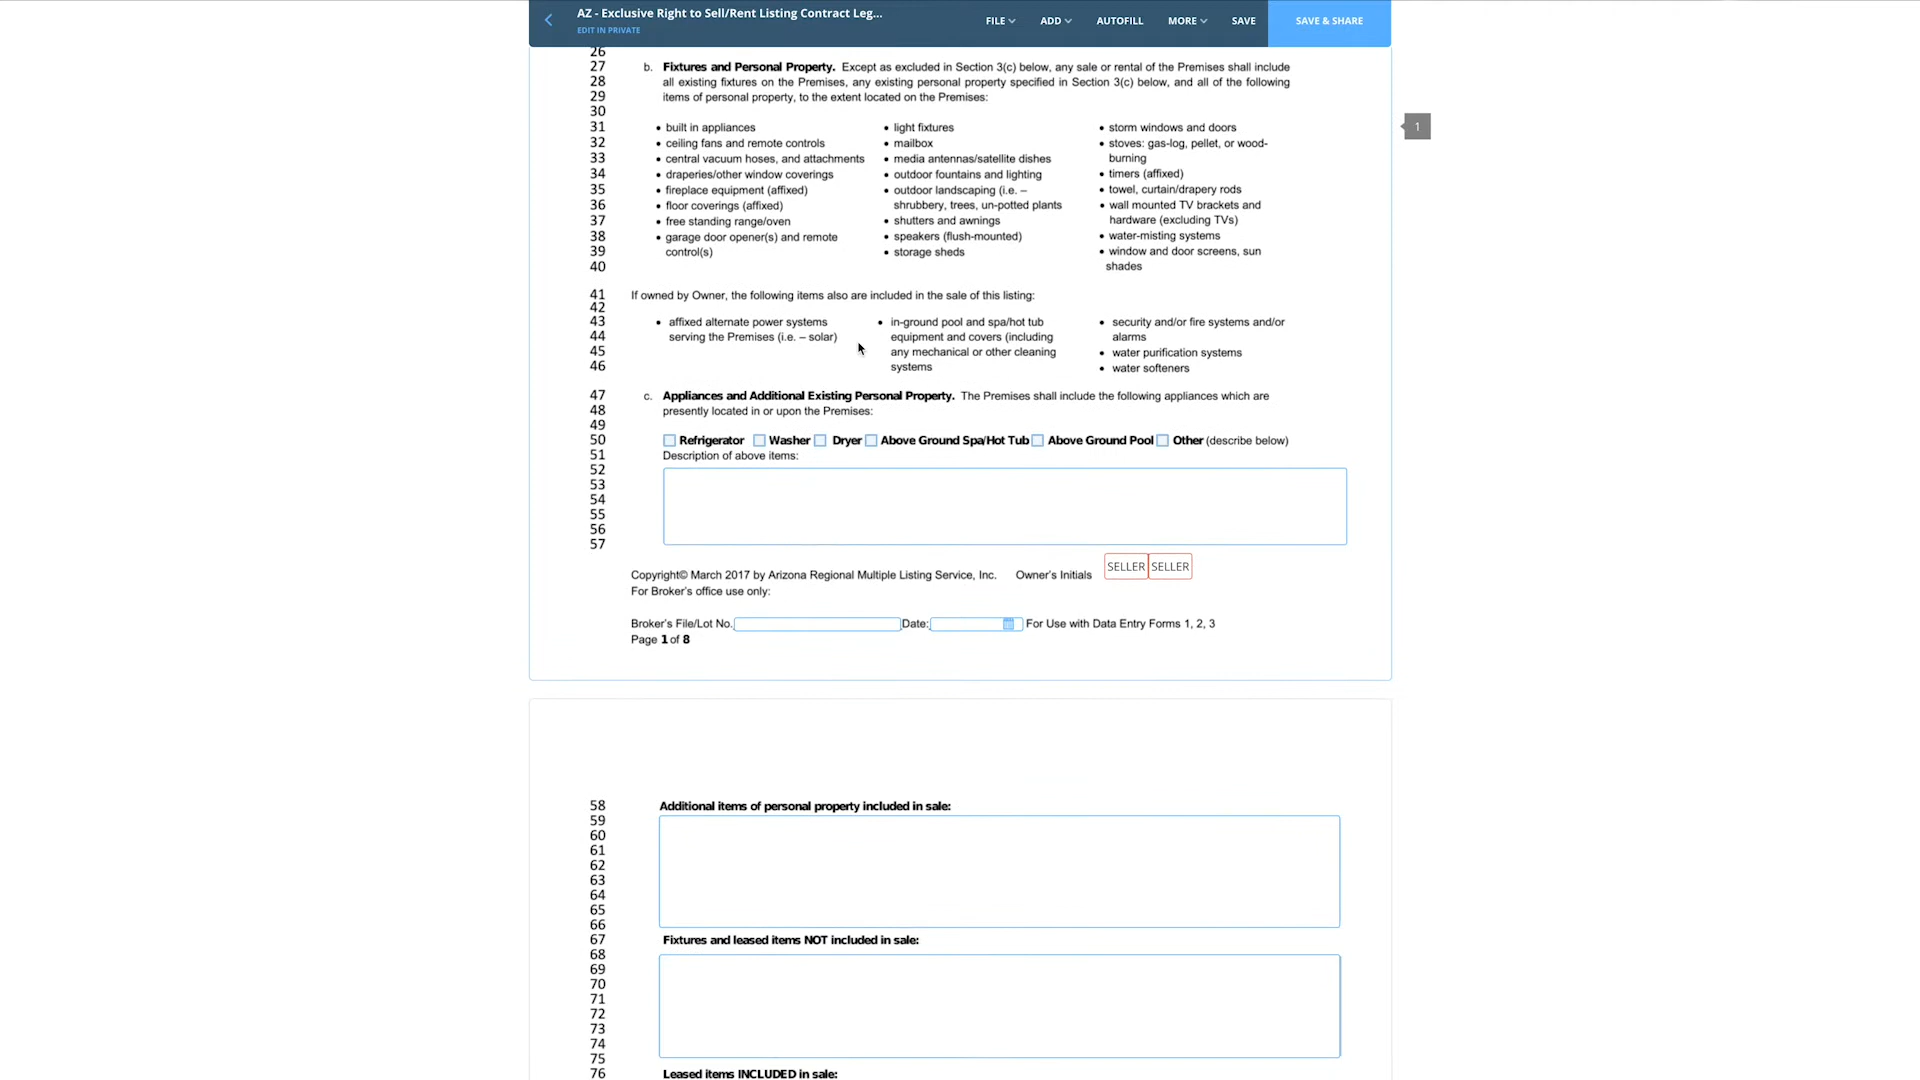 AZ - Exclusive Right to Sell/Rent Listing Contract Leg...
EDIT IN PRIVATE
FILE
ADD
AUTOFILL
MORE
SAVE
SAVE & SHARE
1
26
27 b. Fixtures and Personal Property. Except as excluded in Section 3(c) below, any sale or rental of the Premises shall include
28 all existing fixtures on the Premises, any existing personal property specified in Section 3(c) below, and all of the following
29 items of personal property, to the extent located on the Premises:
30
31 • built in appliances • light fixtures • storm windows and doors
32 • ceiling fans and remote controls • mailbox • stoves: gas-log, pellet, or wood-
33 • central vacuum hoses, and attachments • media antennas/satellite dishes burning
34 • draperies/other window coverings • outdoor fountains and lighting • timers (affixed)
35 • fireplace equipment (affixed) • outdoor landscaping (i.e. – • towel, curtain/drapery rods
36 • floor coverings (affixed) shrubbery, trees, un-potted plants • wall mounted TV brackets and
37 • free standing range/oven • shutters and awnings hardware (excluding TVs)
38 • garage door opener(s) and remote • speakers (flush-mounted) • water-misting systems
39 control(s) • storage sheds • window and door screens, sun
40 shades
41 If owned by Owner, the following items also are included in the sale of this listing:
42
43 • affixed alternate power systems • in-ground pool and spa/hot tub • security and/or fire systems and/or
44 serving the Premises (i.e. – solar) equipment and covers (including alarms
45 any mechanical or other cleaning • water purification systems
46 systems • water softeners
47 c. Appliances and Additional Existing Personal Property. The Premises shall include the following appliances which are
48 presently located in or upon the Premises:
49
50 Refrigerator Washer Dryer Above Ground Spa/Hot Tub Above Ground Pool Other (describe below)
51 Description of above items:
52
53
54
55
56
57
Copyright© March 2017 by Arizona Regional Multiple Listing Service, Inc. Owner's Initials SELLER SELLER
For Broker's office use only:
Broker's File/Lot No. Date: For Use with Data Entry Forms 1, 2, 3
Page 1 of 8
58 Additional items of personal property included in sale:
59
60
61
62
63
64
65
66
67 Fixtures and leased items NOT included in sale:
68
69
70
71
72
73
74
75
76 Leased items INCLUDED in sale: